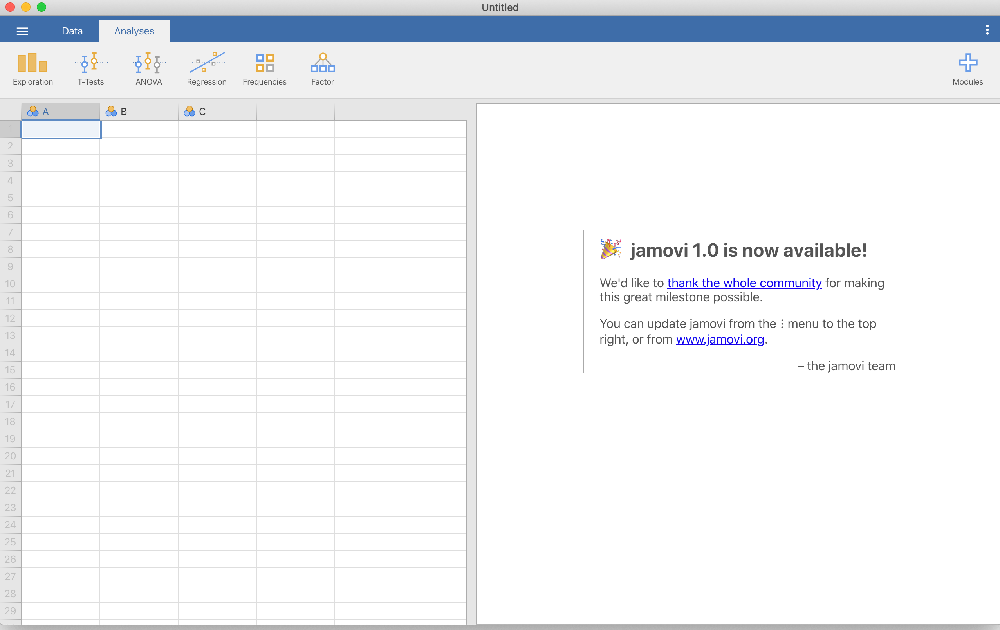 Untitled
Data Analyses
Exploration T-Tests ANOVA Regression Frequencies Factor Modules
A B C
1
2
3
4
5
6
7
8
9
10
11
12
13
14
15
16
17
18
19
20
21
22
23
24
25
26
27
28
29
🎉 jamovi 1.0 is now available!
We'd like to thank the whole community for making
this great milestone possible.
You can update jamovi from the ⋮ menu to the top
right, or from www.jamovi.org.
– the jamovi team